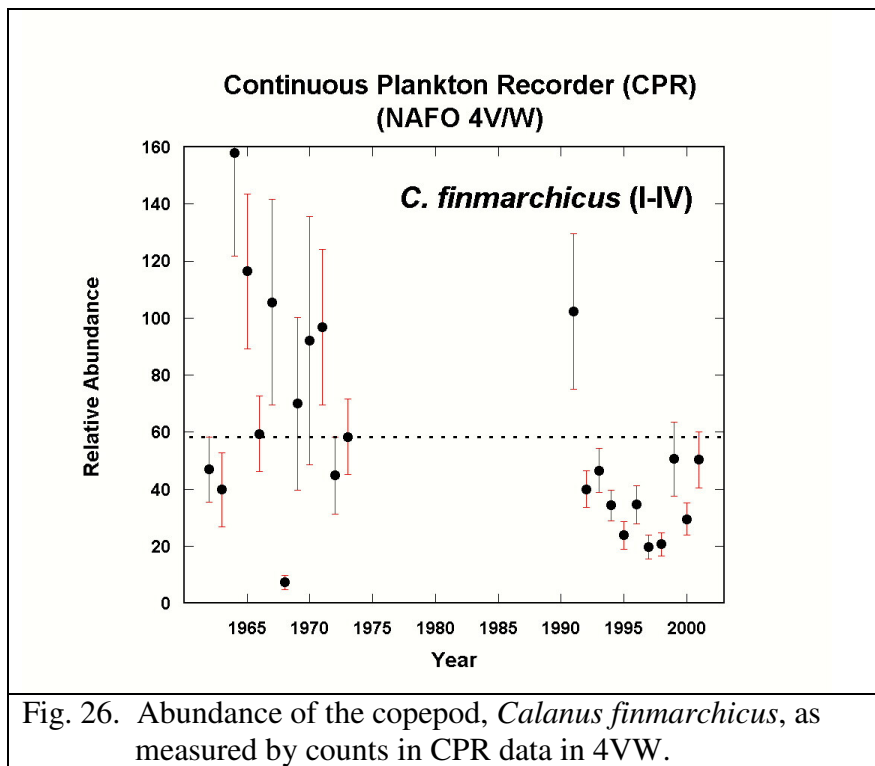 Continuous Plankton Recorder (CPR)
(NAFO 4V/W)
C. finmarchicus (I-IV)
Relative Abundance
160
140
120
100
80
60
40
20
0
1965 1970 1975 1980 1985 1990 1995 2000
Year
Fig. 26. Abundance of the copepod, Calanus finmarchicus, as
measured by counts in CPR data in 4VW.